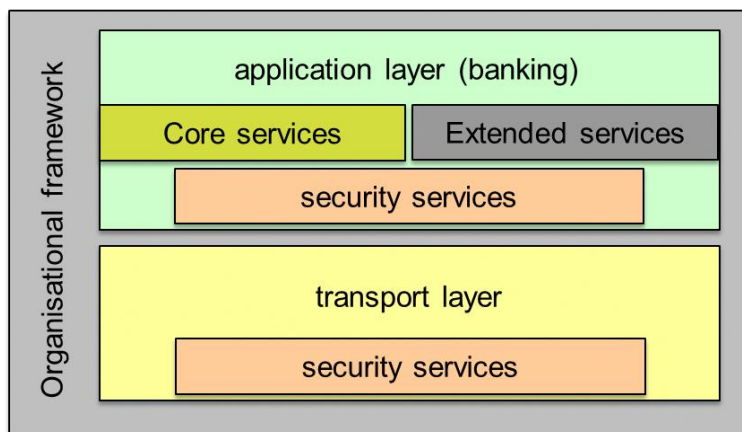 Organisational framework
application layer (banking)
Core services
Extended services
security services
transport layer
security services